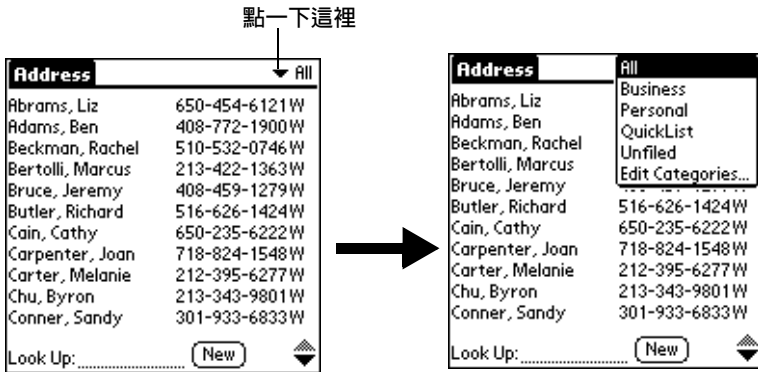 點一下這裡
Address ▼ All
Abrams, Liz 650-454-6121W
Adams, Ben 408-772-1900W
Beckman, Rachel 510-532-0746W
Bertolli, Marcus 213-422-1363W
Bruce, Jeremy 408-459-1279W
Butler, Richard 516-626-1424W
Cain, Cathy 650-235-6222W
Carpenter, Joan 718-824-1548W
Carter, Melanie 212-395-6277W
Chu, Byron 213-343-9801W
Conner, Sandy 301-933-6833W
Look Up: New
Address All
Abrams, Liz Business
Adams, Ben Personal
Beckman, Rachel QuickList
Bertolli, Marcus Unfiled
Bruce, Jeremy Edit Categories...
Butler, Richard 516-626-1424W
Cain, Cathy 650-235-6222W
Carpenter, Joan 718-824-1548W
Carter, Melanie 212-395-6277W
Chu, Byron 213-343-9801W
Conner, Sandy 301-933-6833W
Look Up: New